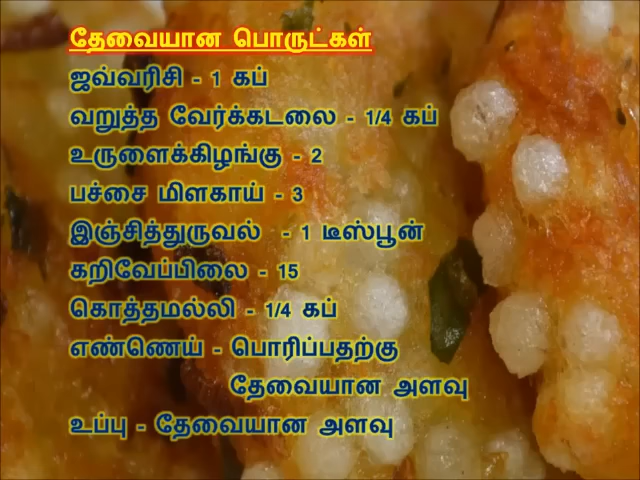 தேவையான பொருட்கள்
ஜவ்வரிசி - 1 கப்
வறுத்த வேர்க்கடலை - 1/4 கப்
உருளைக்கிழங்கு - 2
பச்சை மிளகாய் - 3
இஞ்சித்துருவல் - 1 டீஸ்பூன்
கறிவேப்பிலை - 15
கொத்தமல்லி - 1/4 கப்
எண்ணெய் - பொரிப்பதற்கு
தேவையான அளவு
உப்பு - தேவையான அளவு